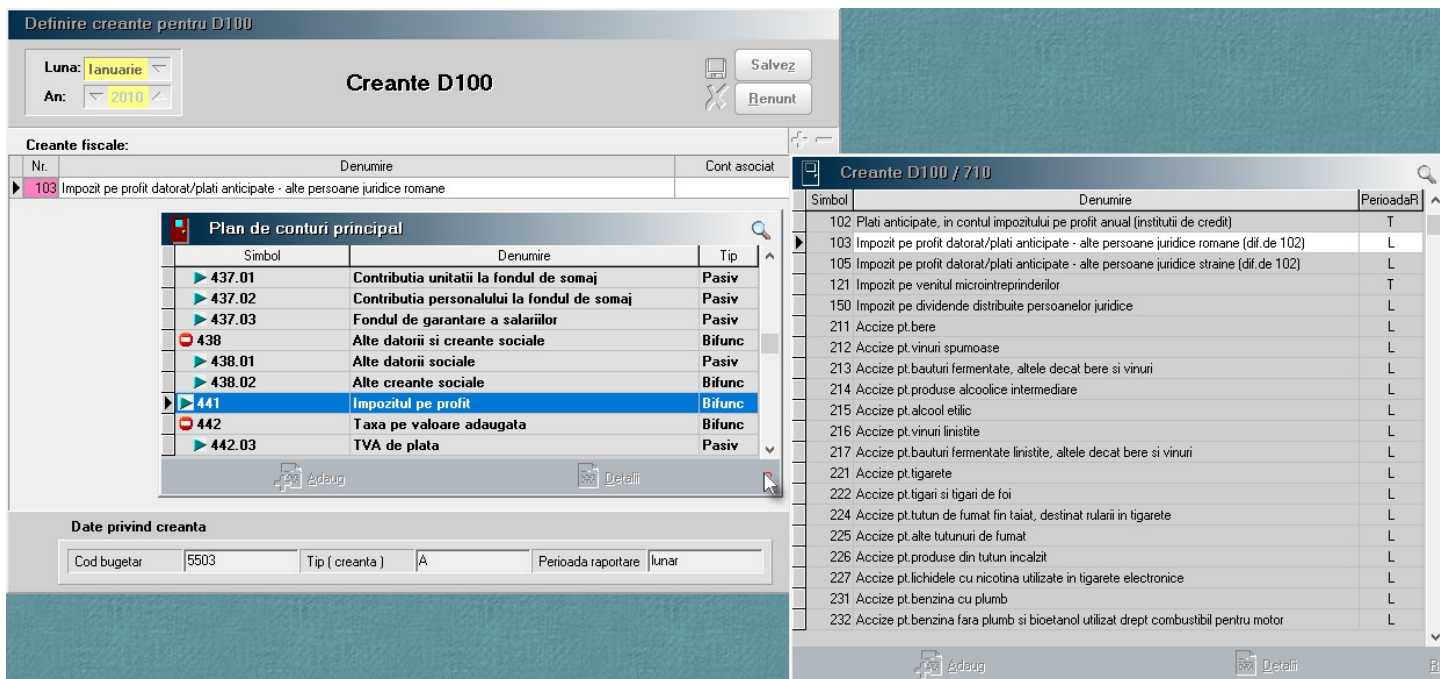 Definire creante pentru D100
Luna: Ianuarie
An: 2010
Creante D100
Salvez
Renunt
Creante fiscale:
Nr. Denumire Cont asociat
103 Impozit pe profit datorat/plati anticipate - alte persoane juridice romane
Plan de conturi principal
Simbol Denumire Tip
437.01 Contributia unitatii la fondul de somaj Pasiv
437.02 Contributia personalului la fondul de somaj Pasiv
437.03 Fondul de garantare a salariilor Pasiv
438 Alte datorii si creante sociale Bifunc
438.01 Alte datorii sociale Pasiv
438.02 Alte creante sociale Bifunc
441 Impozitul pe profit Bifunc
442 Taxa pe valoare adaugata Bifunc
442.03 TVA de plata Pasiv
Adaug Detalii
Date privind creanta
Cod bugetar 5503 Tip ( creanta ) A Perioada raportare lunar
Creante D100 / 710
Simbol Denumire PerioadaR
102 Plati anticipate, in contul impozitului pe profit anual (institutii de credit) T
103 Impozit pe profit datorat/plati anticipate - alte persoane juridice romane (dif.de 102) L
105 Impozit pe profit datorat/plati anticipate - alte persoane juridice straine (dif.de 102) L
121 Impozit pe venitul microintreprinderilor T
150 Impozit pe dividende distribuite persoanelor juridice L
211 Accize pt.bere L
212 Accize pt.vinuri spumoase L
213 Accize pt.bauturi fermentate, altele decat bere si vinuri L
214 Accize pt.produse alcoolice intermediare L
215 Accize pt.alcool etilic L
216 Accize pt.vinuri linistite L
217 Accize pt.bauturi fermentate linistite, altele decat bere si vinuri L
221 Accize pt.tigarete L
222 Accize pt.tigari si tigari de foi L
224 Accize pt.tutun de fumat fin taiat, destinat rularii in tigarete L
225 Accize pt.alte tutunuri de fumat L
226 Accize pt.produse din tutun incalzit L
227 Accize pt.lichidele cu nicotina utilizate in tigarete electronice L
231 Accize pt.benzina cu plumb L
232 Accize pt.benzina fara plumb si bioetanol utilizat drept combustibil pentru motor L
Adaug Detalii